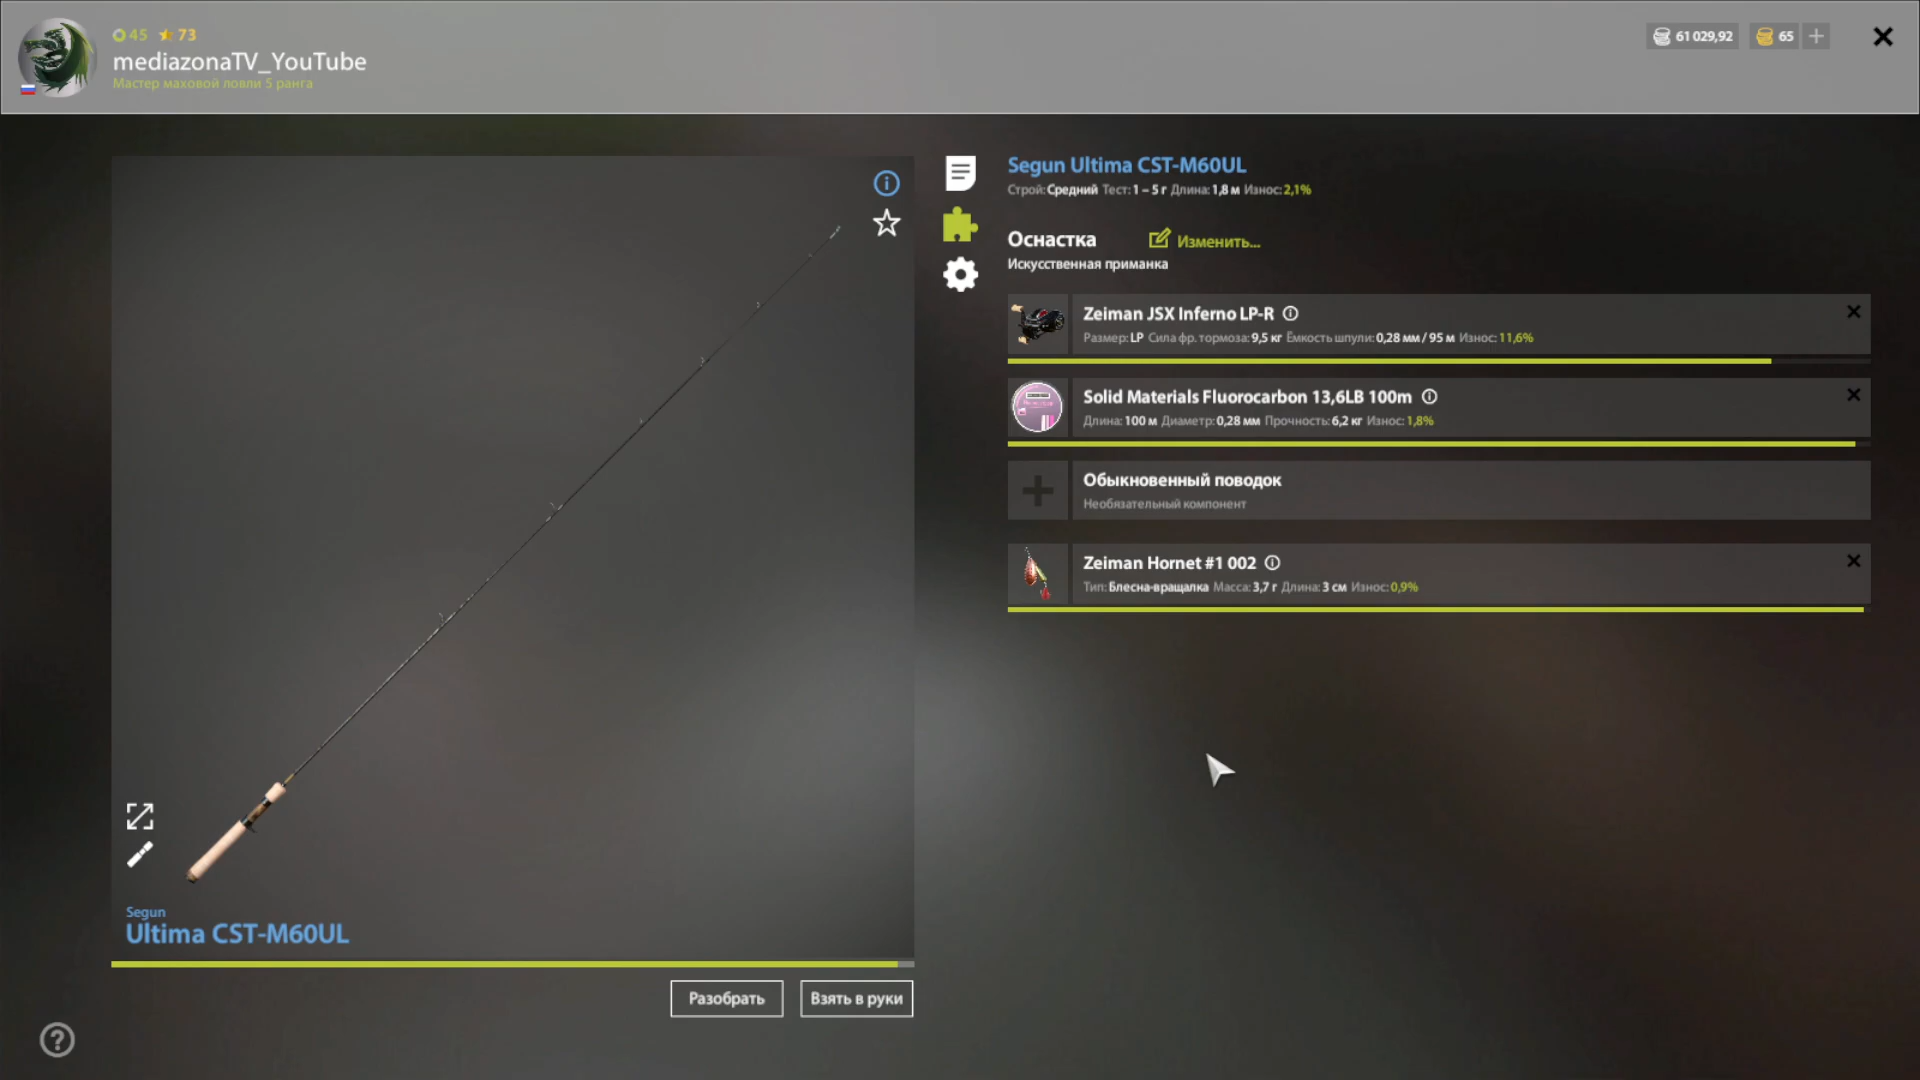 45 73
mediazonaTV_YouTube
Мастер маховой ловли 5 ранга
61 029,92 65
Segun Ultima CST-M60UL
Строй: Средний Тест: 1 – 5 г Длина: 1,8 м Износ: 2,1%
Оснастка Изменить...
Искусственная приманка
Zeiman JSX Inferno LP-R
Размер: LP Сила фр. тормоза: 9,5 кг Ёмкость шпули: 0,28 мм / 95 м Износ: 11,6%
Solid Materials Fluorocarbon 13,6LB 100m
Длина: 100 м Диаметр: 0,28 мм Прочность: 6,2 кг Износ: 1,8%
Обыкновенный поводок
Необязательный компонент
Zeiman Hornet #1 002
Тип: Блесна-вращалка Масса: 3,7 г Длина: 3 см Износ: 0,9%
Segun
Ultima CST-M60UL
Разобрать Взять в руки